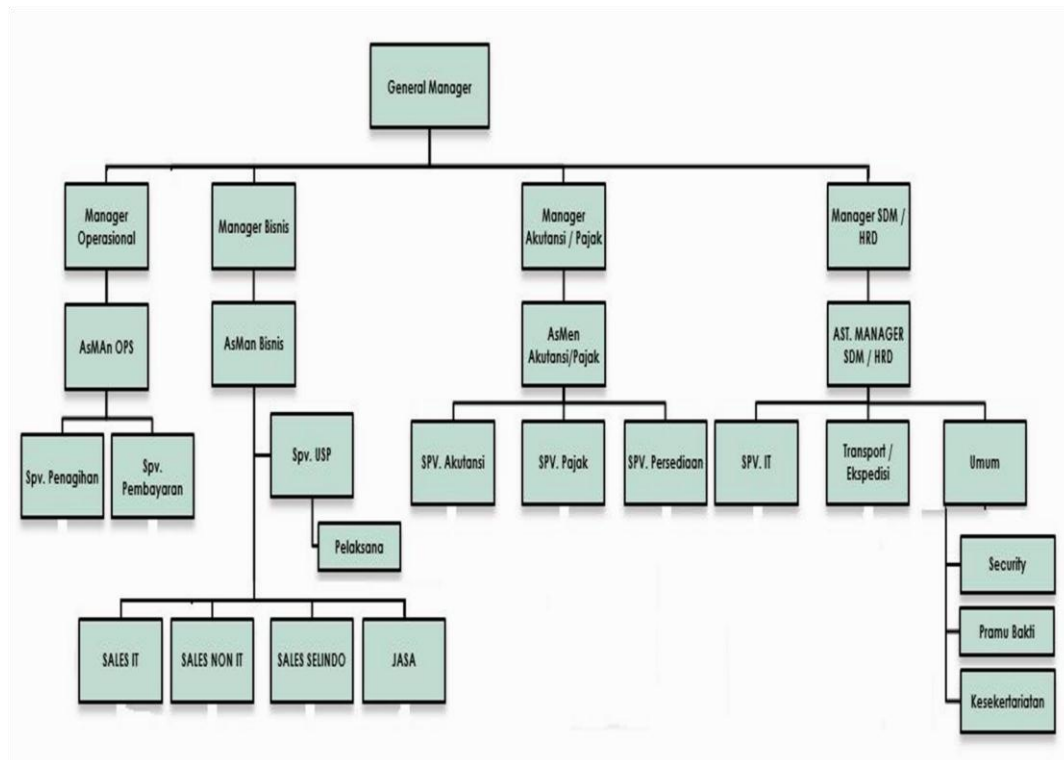 General Manager
Manager
Operasional
Manager Bisnis
Manager
Akutansi / Pajak
Manager SDM /
HRD
AsMAn OPS
AsMan Bisnis
AsMen
Akutansi/Pajak
AST. MANAGER
SDM / HRD
Spv. Penagihan
Spv.
Pembayaran
Spv. USP
SPV. Akutansi
SPV. Pajak
SPV. Persediaan
SPV. IT
Transport /
Ekspedisi
Umum
Pelaksana
Security
Pramu Bakti
Kesekertariatan
SALES IT
SALES NON IT
SALES SELINDO
JASA